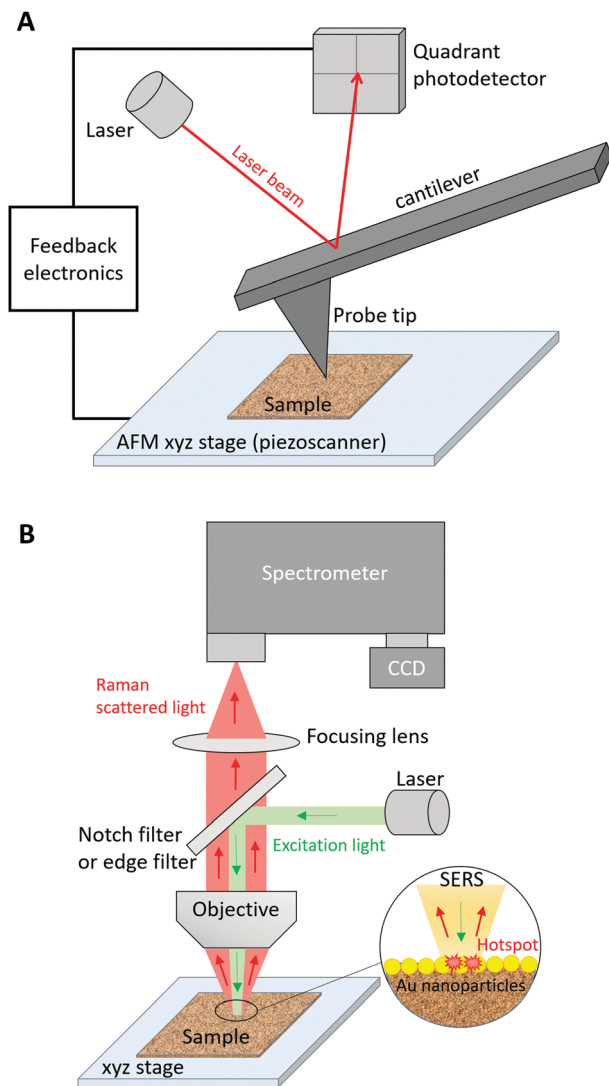 A
Quadrant
photodetector
Laser
Laser beam
cantilever
Feedback
electronics
Probe tip
Sample
AFM xyz stage (piezoscanner)
B
Spectrometer
CCD
Raman
scattered light
Focusing lens
Laser
Notch filter
or edge filter
Excitation light
Objective
SERS
Hotspot
Au nanoparticles
Sample
xyz stage